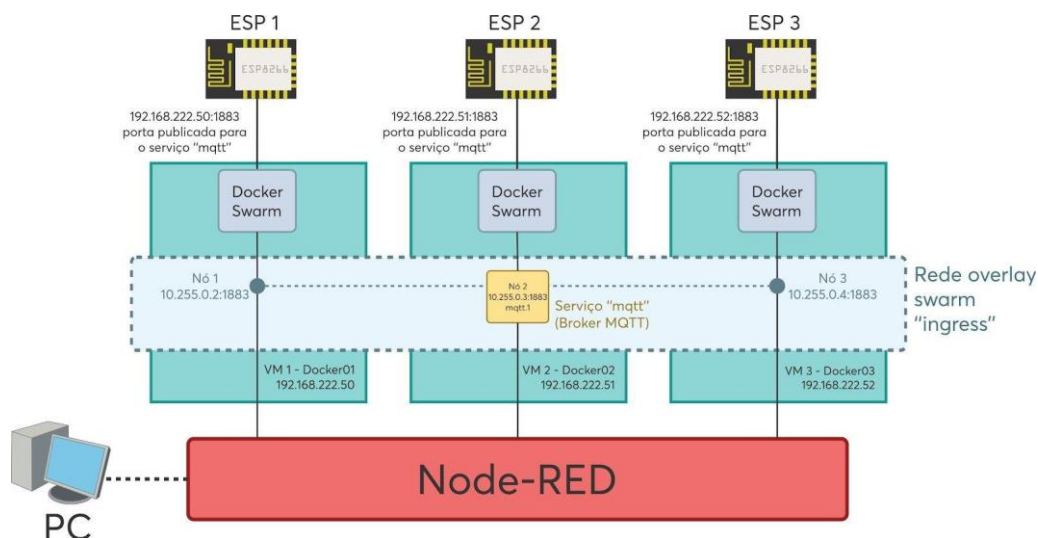 ESP 1
ESP 2
ESP 3
ESP8266
ESP8266
ESP8266
192.168.222.50:1883
porta publicada para
o serviço “mqtt”
192.168.222.51:1883
porta publicada para
o serviço “mqtt”
192.168.222.52:1883
porta publicada para
o serviço “mqtt”
Docker
Swarm
Docker
Swarm
Docker
Swarm
Nó 1
10.255.0.2:1883
Nó 2
10.255.0.3:1883
mqtt.1
Serviço “mqtt”
(Broker MQTT)
Nó 3
10.255.0.4:1883
Rede overlay
swarm
“ingress”
VM 1 - Docker01
192.168.222.50
VM 2 - Docker02
192.168.222.51
VM 3 - Docker03
192.168.222.52
Node-RED
PC